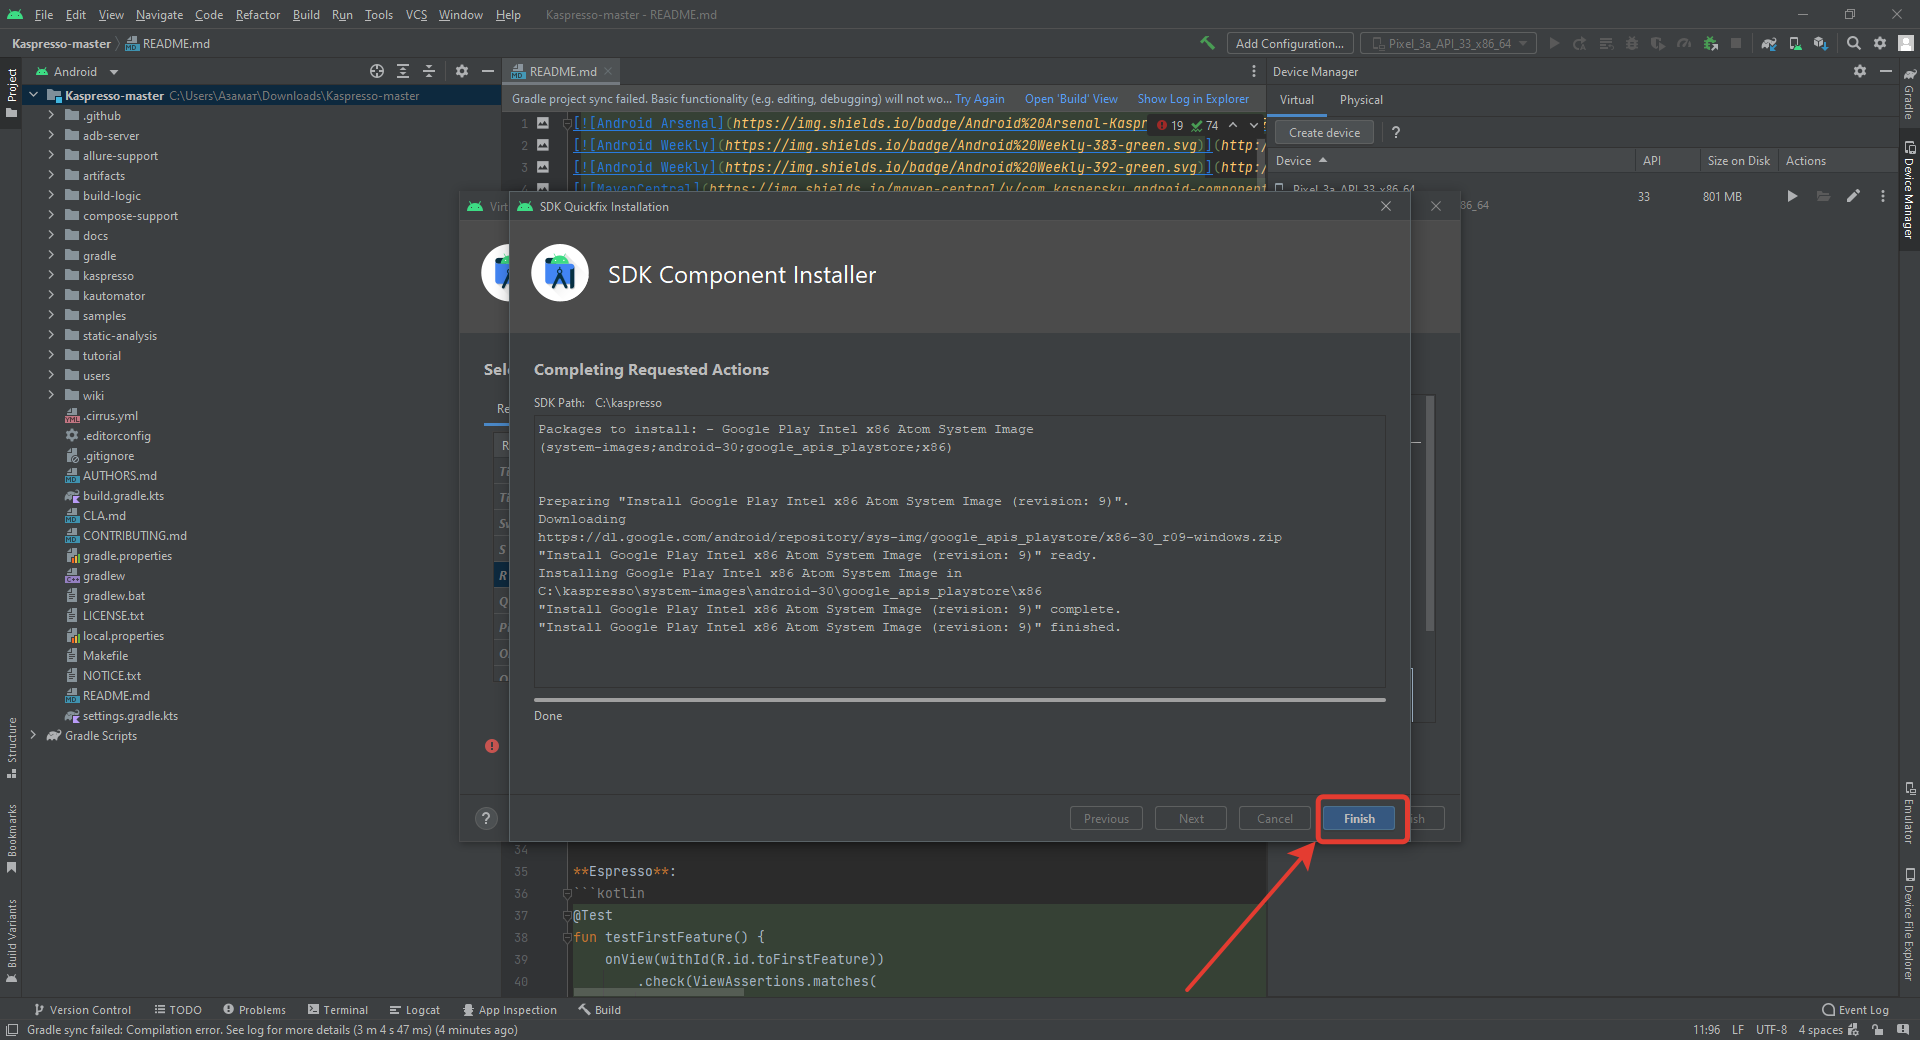 File Edit View Navigate Code Refactor Build Run Tools VCS Window Help Kaspresso-master - README.md
Kaspresso-master README.md Add Configuration... Pixel_3a_API_33_x86_64
Project
Android
README.md
Device Manager
Kaspresso-master C:\Users\Азамат\Downloads\Kaspresso-master
.github
adb-server
allure-support
artifacts
build-logic
compose-support
docs
gradle
kaspresso
kautomator
samples
static-analysis
tutorial
users
wiki
.cirrus.yml
.editorconfig
.gitignore
AUTHORS.md
build.gradle.kts
CLA.md
CONTRIBUTING.md
gradle.properties
gradlew
gradlew.bat
LICENSE.txt
local.properties
Makefile
NOTICE.txt
README.md
settings.gradle.kts
Gradle Scripts
Structure
Bookmarks
Build Variants
Gradle project sync failed. Basic functionality (e.g. editing, debugging) will not wo... Try Again Open 'Build' View Show Log in Explorer
1 [![Android Arsenal](https://img.shields.io/badge/Android%20Arsenal-Kaspr 19 74
2 [![Android Weekly](https://img.shields.io/badge/Android%20Weekly-383-green.svg)](http:/
3 [![Android Weekly](https://img.shields.io/badge/Android%20Weekly-392-green.svg)](http:/
4 [![MavenCentral](https://img.shields.io/maven-central/v/com.kaspersky.android-component
Virt
SDK Quickfix Installation
SDK Component Installer
Sele
Re
R
Completing Requested Actions
SDK Path: C:\kaspresso
Packages to install: - Google Play Intel x86 Atom System Image
(system-images;android-30;google_apis_playstore;x86)
Preparing "Install Google Play Intel x86 Atom System Image (revision: 9)".
Downloading
https://dl.google.com/android/repository/sys-img/google_apis_playstore/x86-30_r09-windows.zip
"Install Google Play Intel x86 Atom System Image (revision: 9)" ready.
Installing Google Play Intel x86 Atom System Image in
C:\kaspresso\system-images\android-30\google_apis_playstore\x86
"Install Google Play Intel x86 Atom System Image (revision: 9)" complete.
"Install Google Play Intel x86 Atom System Image (revision: 9)" finished.
Done
? Previous Next Cancel Finish sh
34
35 **Espresso**:
36 ```kotlin
37 @Test
38 fun testFirstFeature() {
39 onView(withId(R.id.toFirstFeature))
40 .check(ViewAssertions.matches(
Virtual Physical
Create device ?
Device API Size on Disk Actions
Pixel_3a_API_33_x86_64
86_64
33 801 MB
Gradle
Device Manager
Emulator
Device File Explorer
Version Control TODO Problems Terminal Logcat App Inspection Build Event Log
Gradle sync failed: Compilation error. See log for more details (3 m 4 s 47 ms) (4 minutes ago) 11:96 LF UTF-8 4 spaces